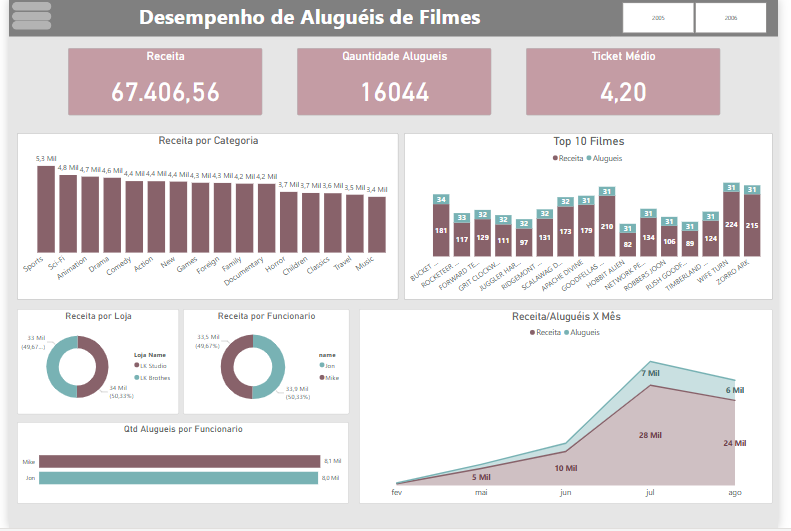 Desempenho de Aluguéis de Filmes
2005
2006
Receita
67.406,56
Qauntidade Alugueis
16044
Ticket Médio
4,20
Receita por Categoria
5,3 Mil
4,8 Mil
4,7 Mil
4,6 Mil
4,4 Mil
4,4 Mil
4,4 Mil
4,3 Mil
4,3 Mil
4,2 Mil
4,2 Mil
3,7 Mil
3,7 Mil
3,6 Mil
3,5 Mil
3,4 Mil
Sports
Sci-Fi
Animation
Drama
Comedy
Action
New
Games
Foreign
Family
Documentary
Horror
Children
Classics
Travel
Music
Top 10 Filmes
Receita Alugueis
34 33 32 32 32 32 32 31 31 31 31 31 31 31 31 31
181 117 129 111 97 131 173 179 210 82 134 106 89 124 224 215
BUCKET ...
ROCKETEER ...
FORWARD TE...
GRIT CLOCKW...
JUGGLER HAR...
RIDGEMONT ...
SCALAWAG D...
APACHE DIVINE
GOODFELLAS ...
HOBBIT ALIEN
NETWORK PE...
ROBBERS JOON
RUSH GOODF...
TIMBERLAND ...
WIFE TURN
ZORRO ARK
Receita por Loja
33 Mil
(49,67...)
34 Mil
(50,33%)
Loja Name
LK Studio
LK Brothes
Receita por Funcionario
33,5 Mil
(49,67%)
33,9 Mil
(50,33%)
name
Jon
Mike
Qtd Alugueis por Funcionario
Mike
8,1 Mil
Jon
8,0 Mil
Receita/Aluguéis X Mês
Receita Alugueis
7 Mil
6 Mil
28 Mil
24 Mil
10 Mil
5 Mil
fev
mai
jun
jul
ago